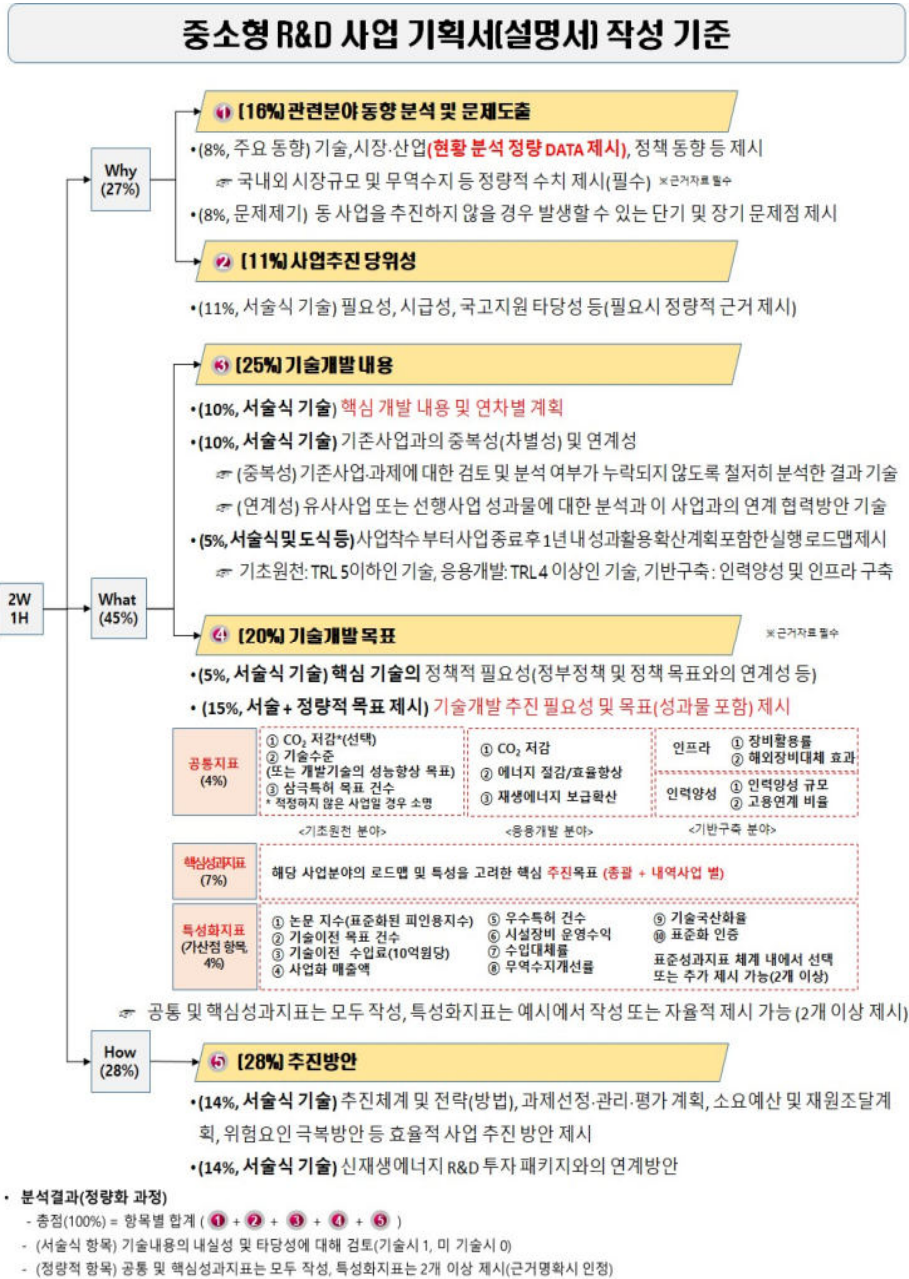 중소형 R&D 사업 기획서(설명서) 작성 기준
❶ (16%) 관련분야 동향 분석 및 문제도출
•(8%, 주요 동향) 기술,시장·산업(현황 분석 정량 DATA 제시), 정책 동향 등 제시
Why
(27%)
☞ 국내외 시장규모 및 무역수지 등 정량적 수치 제시(필수) ※근거자료 필수
•(8%, 문제제기) 동 사업을 추진하지 않을 경우 발생할 수 있는 단기 및 장기 문제점 제시
❷ (11%) 사업추진 당위성
•(11%, 서술식 기술) 필요성, 시급성, 국고지원 타당성 등(필요시 정량적 근거 제시)
❸ (25%) 기술개발 내용
•(10%, 서술식 기술) 핵심 개발 내용 및 연차별 계획
•(10%, 서술식 기술) 기존사업과의 중복성(차별성) 및 연계성
☞ (중복성) 기존사업·과제에 대한 검토 및 분석 여부가 누락되지 않도록 철저히 분석한 결과 기술
☞ (연계성) 유사사업 또는 선행사업 성과물에 대한 분석과 이 사업과의 연계 협력방안 기술
•(5%, 서술식 및 도식 등) 사업착수 부터 사업 종료 후 1년 내 성과활용 확산계획 포함한 실행 로드맵 제시
☞ 기초원천: TRL 5이하인 기술, 응용개발: TRL 4 이상인 기술, 기반구축 : 인력양성 및 인프라 구축
2W
1H
What
(45%)
❹ (20%) 기술개발 목표
※근거자료 필수
•(5%, 서술식 기술) 핵심 기술의 정책적 필요성(정부정책 및 정책 목표와의 연계성 등)
• (15%, 서술 + 정량적 목표 제시) 기술개발 추진 필요성 및 목표(성과물 포함) 제시
공통지표
(4%)
① CO₂ 저감*(선택)
② 기술수준
(또는 개발기술의 성능향상 목표)
③ 삼극특허 목표 건수
* 적정하지 않은 사업일 경우 소명
① CO₂ 저감
② 에너지 절감/효율향상
③ 재생에너지 보급확산
인프라
① 장비활용률
② 해외장비대체 효과
인력양성
① 인력양성 규모
② 고용연계 비율
<기초원천 분야>
<응용개발 분야>
<기반구축 분야>
핵심성과지표
(7%)
해당 사업분야의 로드맵 및 특성을 고려한 핵심 추진목표 (총괄 + 내역사업 별)
특성화지표
(가산점 항목,
4%)
① 논문 지수(표준화된 피인용지수)
② 기술이전 목표 건수
③ 기술이전 수입료(10억원당)
④ 사업화 매출액
⑤ 우수특허 건수
⑥ 시설장비 운영수익
⑦ 수입대체률
⑧ 무역수지개선률
⑨ 기술국산화율
⑩ 표준화 인증
표준성과지표 체계 내에서 선택
또는 추가 제시 가능(2개 이상)
☞ 공통 및 핵심성과지표는 모두 작성, 특성화지표는 예시에서 작성 또는 자율적 제시 가능 (2개 이상 제시)
How
(28%)
❺ (28%) 추진방안
•(14%, 서술식 기술) 추진체계 및 전략(방법), 과제선정·관리·평가 계획, 소요예산 및 재원조달계
획, 위험요인 극복방안 등 효율적 사업 추진 방안 제시
•(14%, 서술식 기술) 신재생에너지 R&D 투자 패키지와의 연계방안
• 분석결과(정량화 과정)
- 총점(100%) = 항목별 합계 ( ❶ + ❷ + ❸ + ❹ + ❺ )
- (서술식 항목) 기술내용의 내실성 및 타당성에 대해 검토(기술시 1, 미 기술시 0)
- (정량적 항목) 공통 및 핵심성과지표는 모두 작성, 특성화지표는 2개 이상 제시(근거명확시 인정)